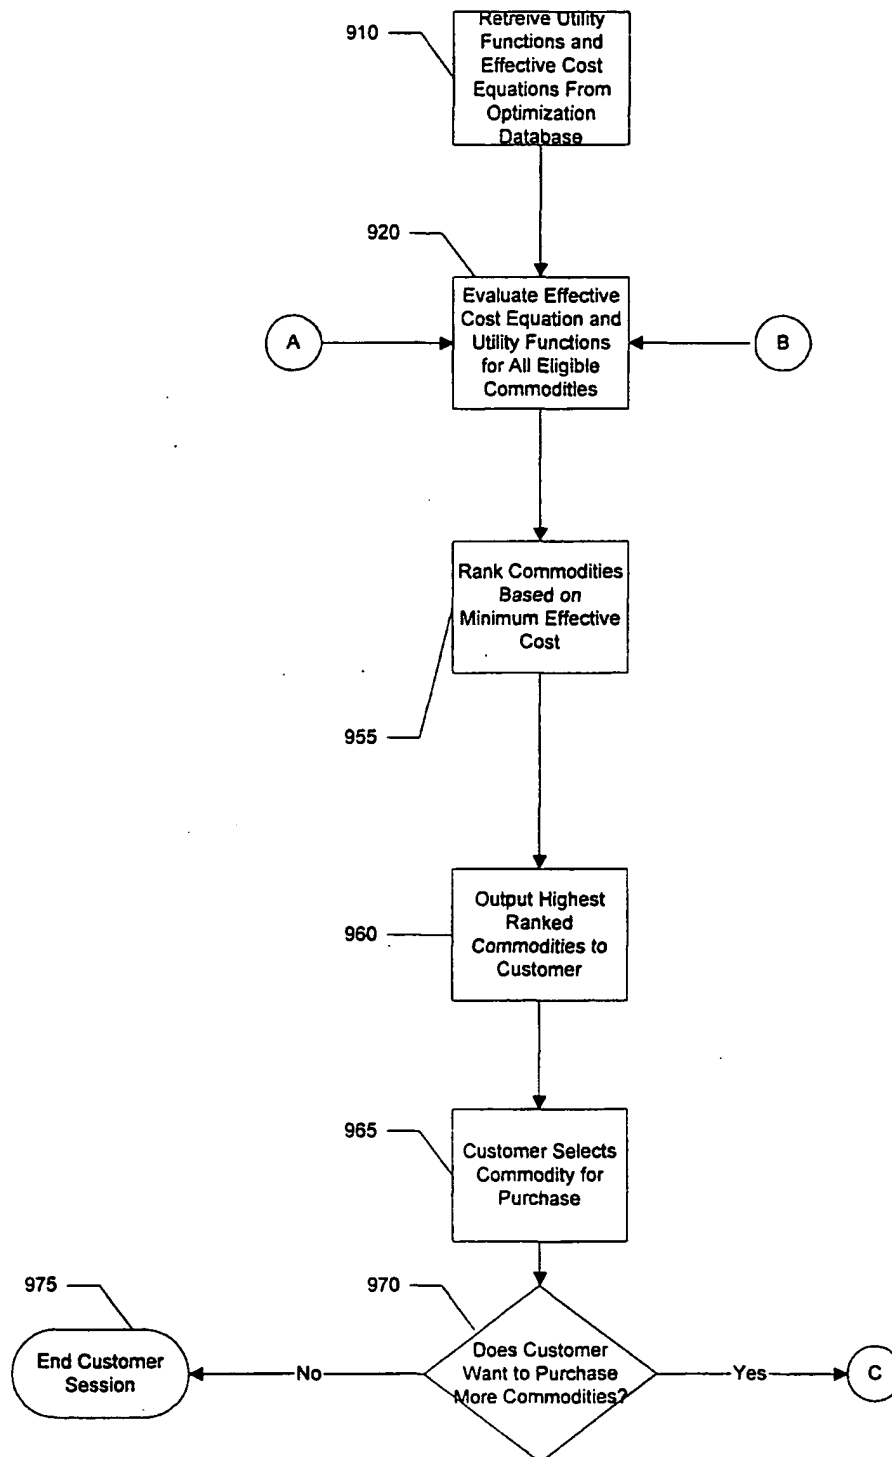 910
Retreive Utility
Functions and
Effective Cost
Equations From
Optimization
Database
920
Evaluate Effective
Cost Equation and
Utility Functions
for All Eligible
Commodities
A
B
Rank Commodities
Based on
Minimum Effective
Cost
955
Output Highest
Ranked
Commodities to
Customer
960
965
Customer Selects
Commodity for
Purchase
975
970
End Customer
Session
No
Does Customer
Want to Purchase
More Commodities?
Yes
C